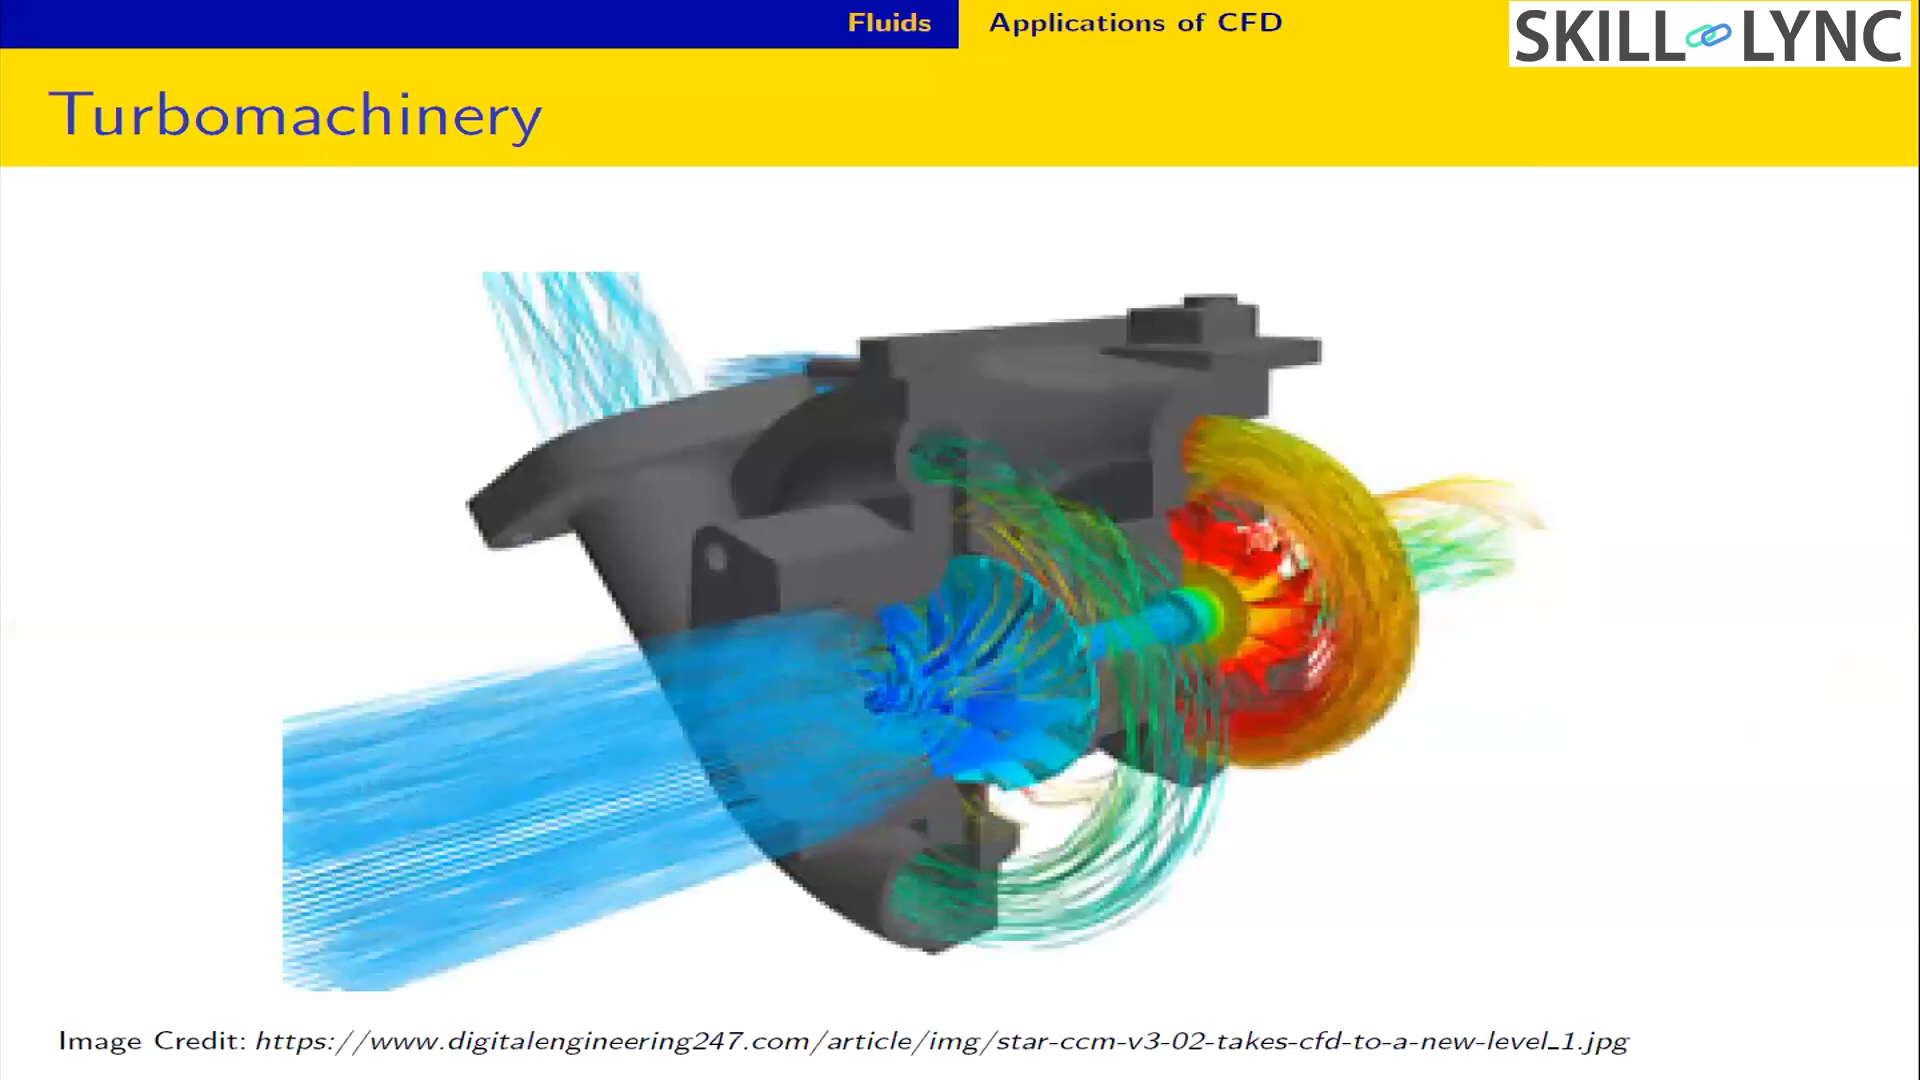 Fluids
Applications of CFD
SKILL LYNC
Turbomachinery
Image Credit: https://www.digitalengineering247.com/article/img/star-ccm-v3-02-takes-cfd-to-a-new-level_1.jpg